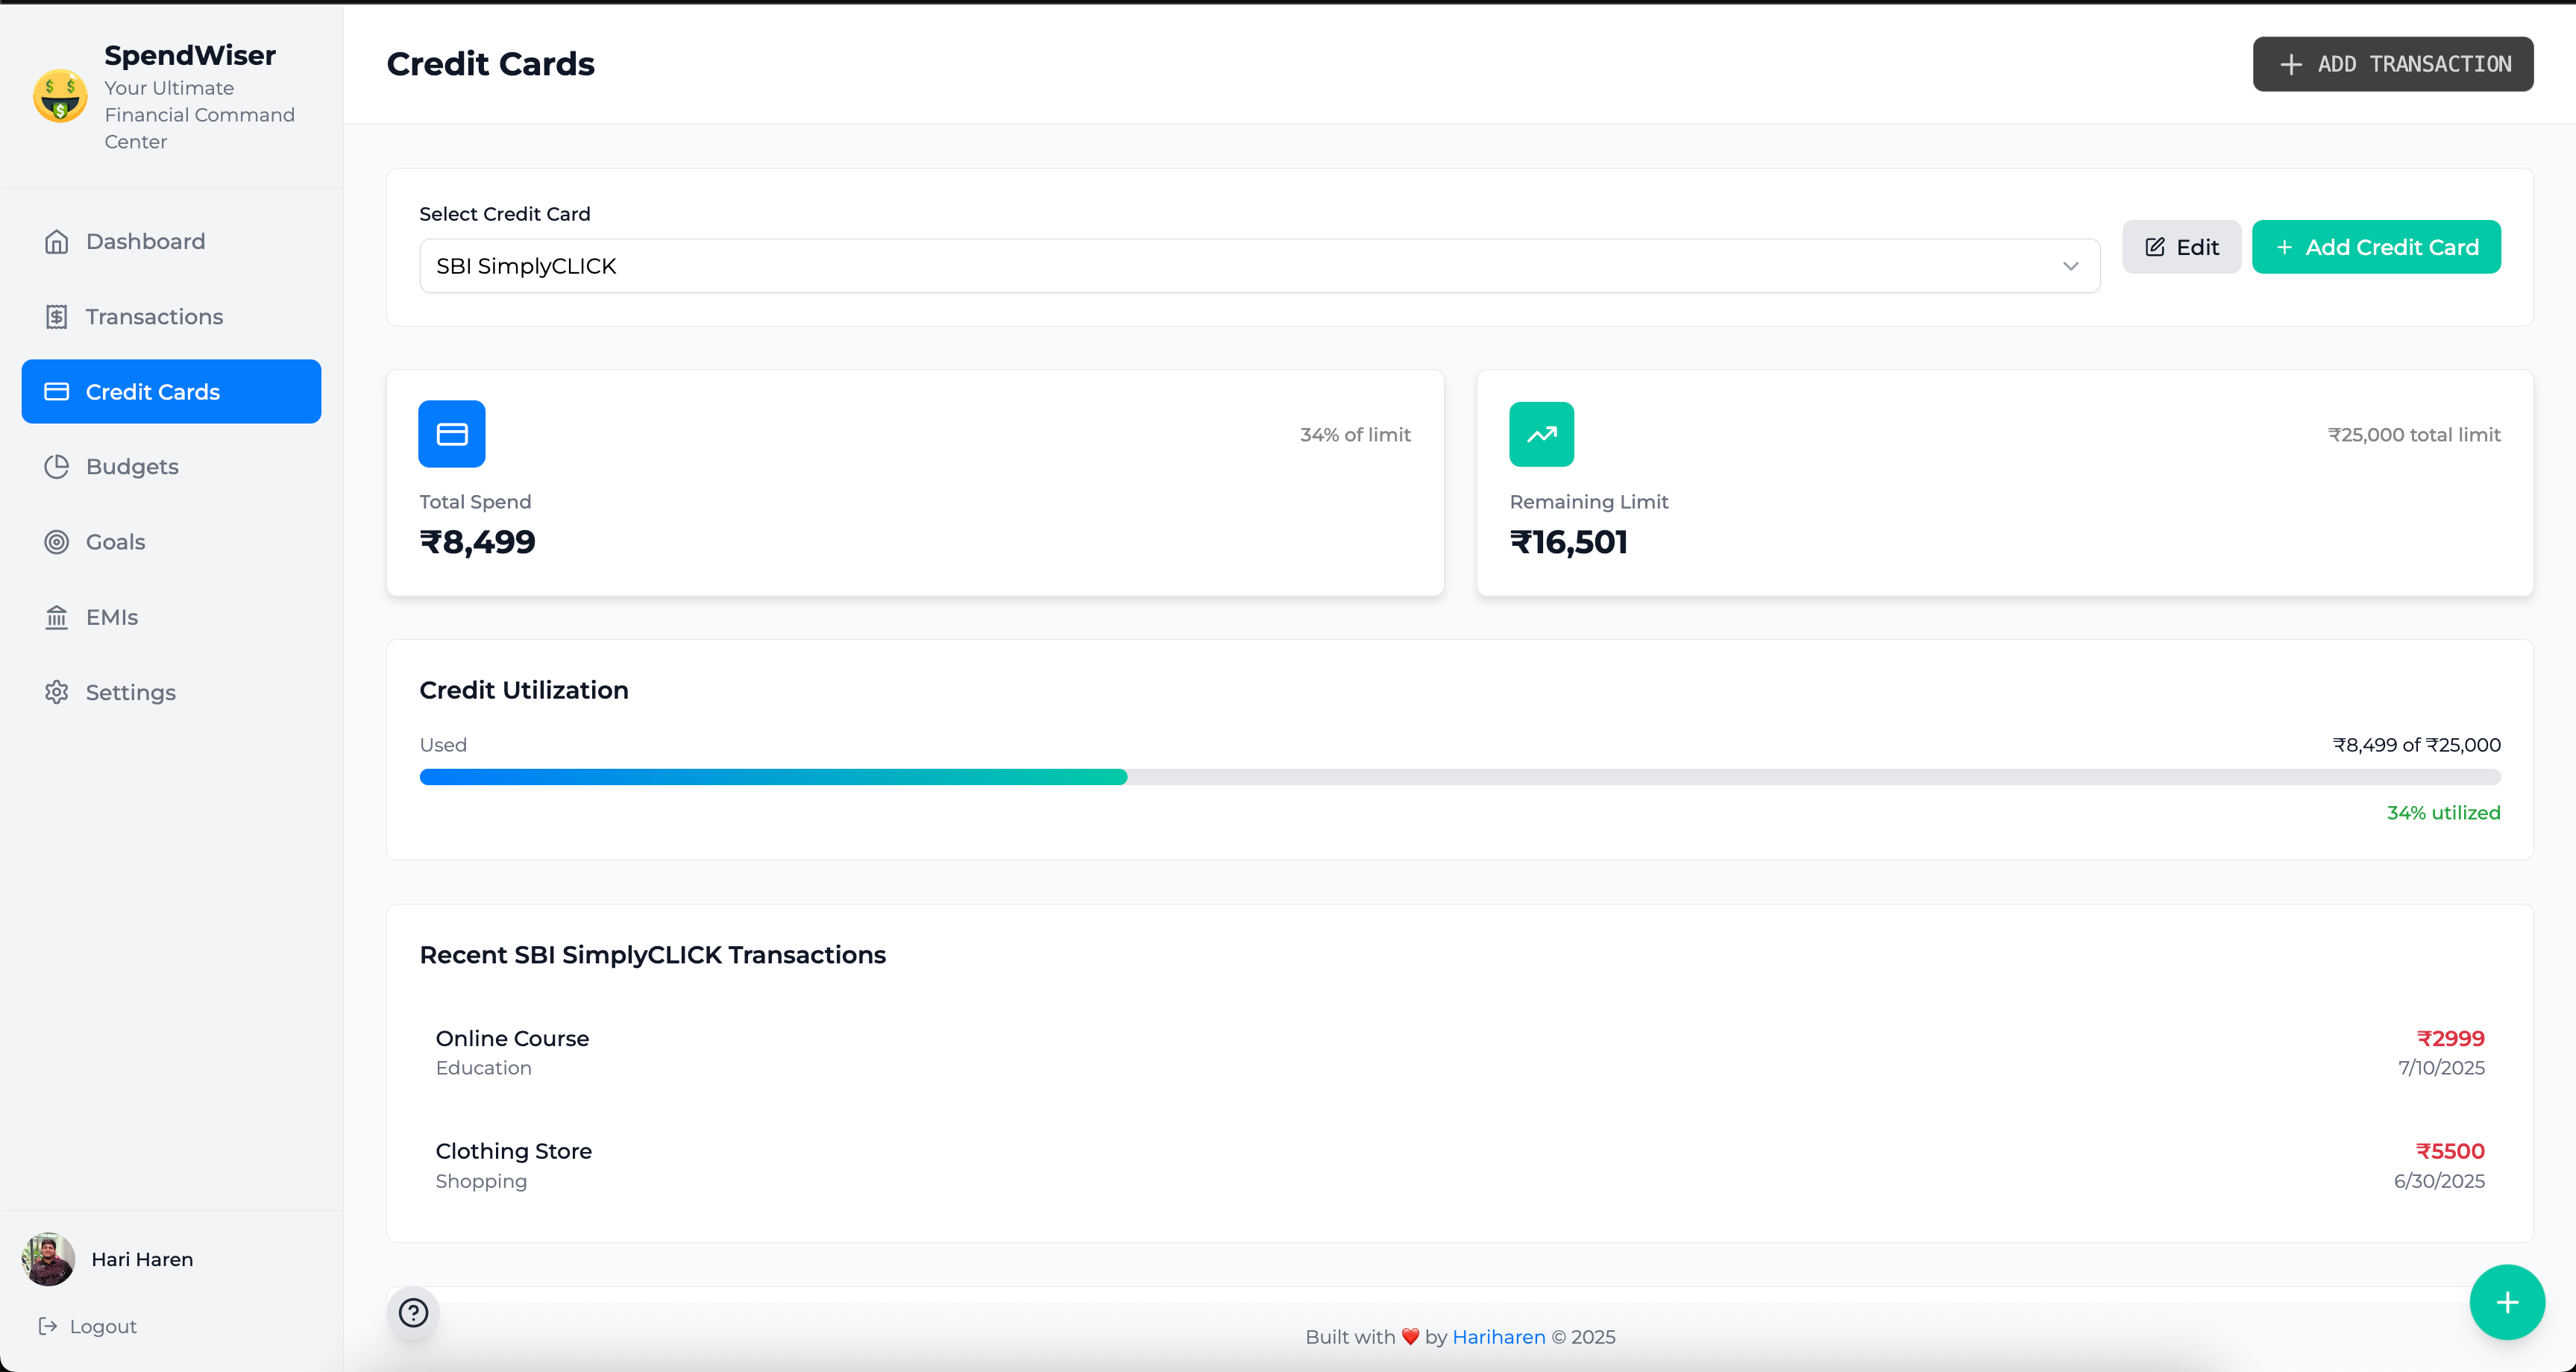 SpendWiser
Your Ultimate
Financial Command
Center
Dashboard
Transactions
Credit Cards
Budgets
Goals
EMIs
Settings
Hari Haren
Logout
Credit Cards
ADD TRANSACTION
Select Credit Card
SBI SimplyCLICK
Edit
Add Credit Card
34% of limit
Total Spend
₹8,499
₹25,000 total limit
Remaining Limit
₹16,501
Credit Utilization
Used
₹8,499 of ₹25,000
34% utilized
Recent SBI SimplyCLICK Transactions
Online Course
₹2999
Education
7/10/2025
Clothing Store
₹5500
Shopping
6/30/2025
Built with ❤️ by Hariharen © 2025